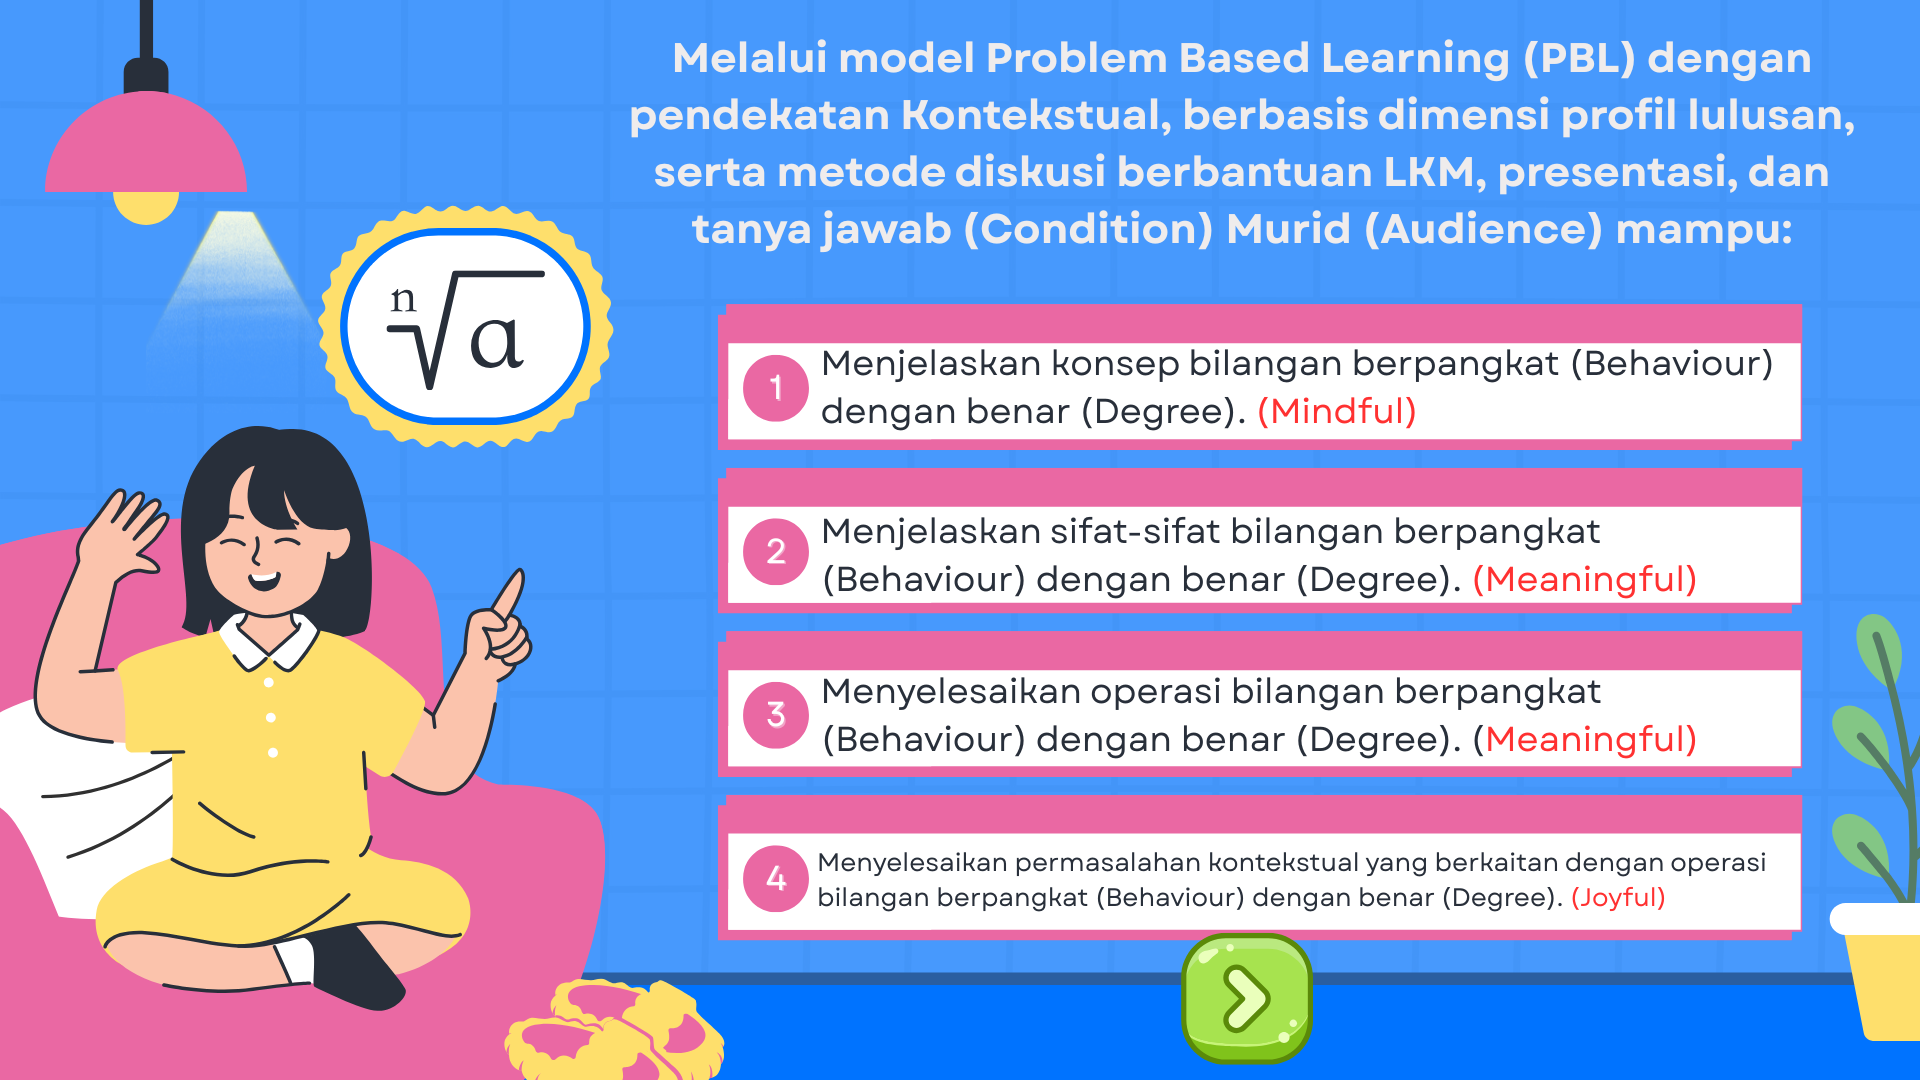 Melalui model Problem Based Learning (PBL) dengan
pendekatan Kontekstual, berbasis dimensi profil lulusan,
serta metode diskusi berbantuan LKM, presentasi, dan
tanya jawab (Condition) Murid (Audience) mampu:
n√a
1
Menjelaskan konsep bilangan berpangkat (Behaviour)
dengan benar (Degree). (Mindful)
2
Menjelaskan sifat-sifat bilangan berpangkat
(Behaviour) dengan benar (Degree). (Meaningful)
3
Menyelesaikan operasi bilangan berpangkat
(Behaviour) dengan benar (Degree). (Meaningful)
4
Menyelesaikan permasalahan kontekstual yang berkaitan dengan operasi
bilangan berpangkat (Behaviour) dengan benar (Degree). (Joyful)